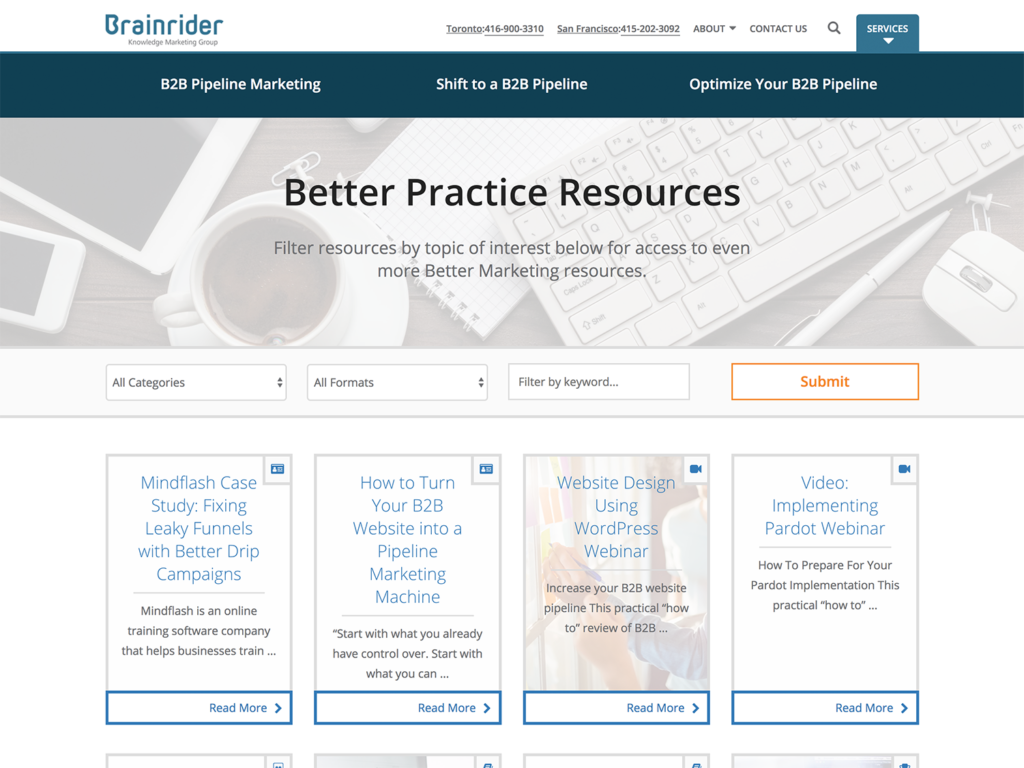 Brainrider
Knowledge Marketing Group
Toronto:416-900-3310
San Francisco:415-202-3092
ABOUT
CONTACT US
SERVICES
B2B Pipeline Marketing
Shift to a B2B Pipeline
Optimize Your B2B Pipeline
Better Practice Resources
Filter resources by topic of interest below for access to even
more Better Marketing resources.
All Categories
All Formats
Filter by keyword...
Submit
Mindflash Case
Study: Fixing
Leaky Funnels
with Better Drip
Campaigns
Mindflash is an online
training software company
that helps businesses train ...
Read More
How to Turn
Your B2B
Website into a
Pipeline
Marketing
Machine
“Start with what you already
have control over. Start with
what you can ...
Read More
Website Design
Using
WordPress
Webinar
Increase your B2B website
pipeline This practical “how
to” review of B2B ...
Read More
Video:
Implementing
Pardot Webinar
How To Prepare For Your
Pardot Implementation This
practical “how to” ...
Read More